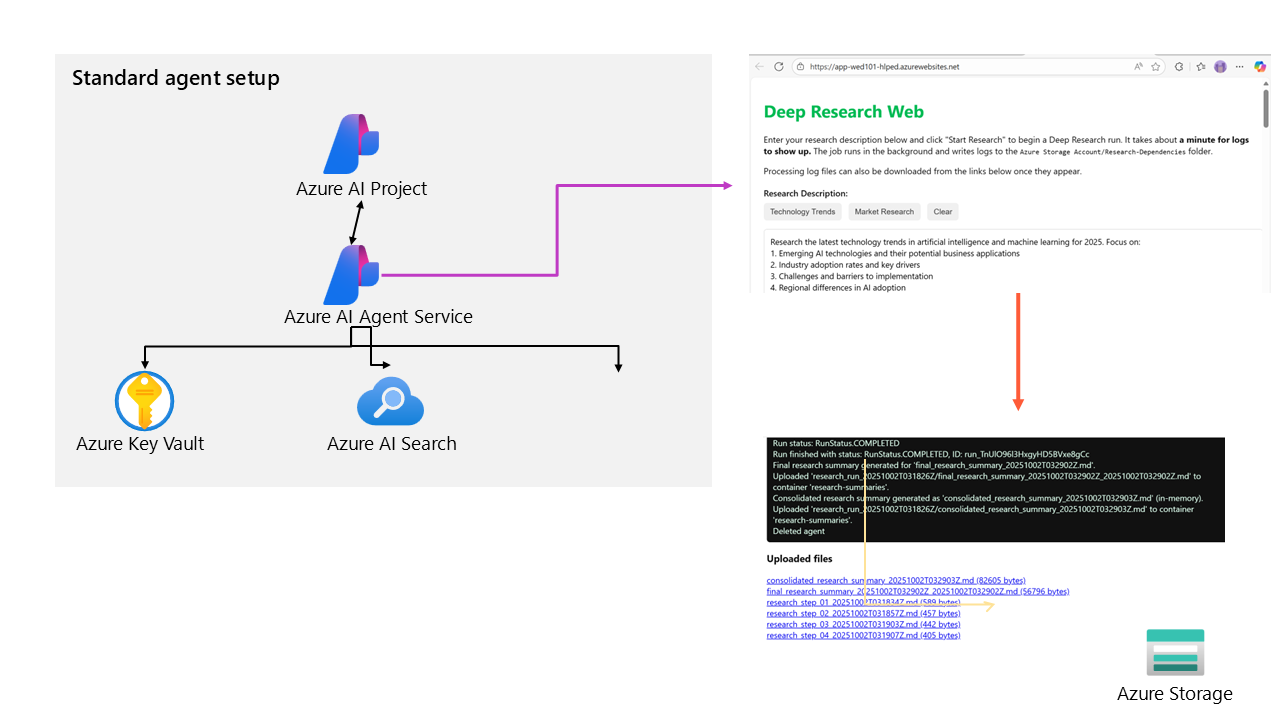 Standard agent setup
Azure AI Project
Azure AI Agent Service
Azure Key Vault
Azure AI Search
https://app-wed101-hlped.azurewebsites.net
Deep Research Web
Enter your research description below and click "Start Research" to begin a Deep Research run. It takes about a minute for logs
to show up. The job runs in the background and writes logs to the Azure Storage Account/Research-Dependencies folder.
Processing log files can also be downloaded from the links below once they appear.
Research Description:
Technology Trends
Market Research
Clear
Research the latest technology trends in artificial intelligence and machine learning for 2025. Focus on:
1. Emerging AI technologies and their potential business applications
2. Industry adoption rates and key drivers
3. Challenges and barriers to implementation
4. Regional differences in AI adoption
Run status: RunStatus.COMPLETED
Run finished with status: RunStatus.COMPLETED, ID: run_TnUIO96l3HxgyHD5BVxe8gCc
Final research summary generated for 'final_research_summary_20251002T032902Z.md'.
Uploaded 'research_run_20251002T031826Z/final_research_summary_20251002T032902Z_20251002T032902Z.md' to
container 'research-summaries'.
Consolidated research summary generated as 'consolidated_research_summary_20251002T032903Z.md' (in-memory).
Uploaded 'research_run_20251002T031826Z/consolidated_research_summary_20251002T032903Z.md' to container
'research-summaries'.
Deleted agent
Uploaded files
consolidated_research_summary_20251002T032903Z.md (82605 bytes)
final_research_summary_20251002T032902Z_20251002T032902Z.md (56796 bytes)
research_step_01_20251002T031834Z.md (589 bytes)
research_step_02_20251002T031857Z.md (457 bytes)
research_step_03_20251002T031903Z.md (442 bytes)
research_step_04_20251002T031907Z.md (405 bytes)
Azure Storage